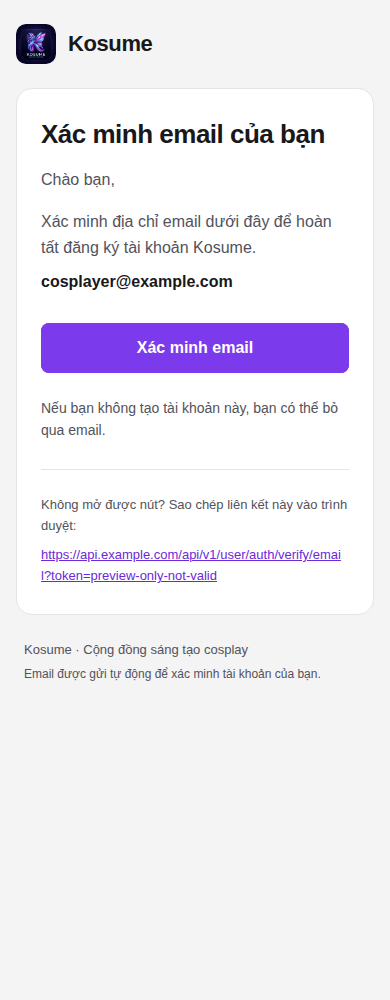 KOSUME
Kosume
Xác minh email của bạn
Chào bạn,
Xác minh địa chỉ email dưới đây để hoàn
tất đăng ký tài khoản Kosume.
cosplayer@example.com
Xác minh email
Nếu bạn không tạo tài khoản này, bạn có thể bỏ
qua email.
Không mở được nút? Sao chép liên kết này vào trình
duyệt:
https://api.example.com/api/v1/user/auth/verify/emai
l?token=preview-only-not-valid
Kosume · Cộng đồng sáng tạo cosplay
Email được gửi tự động để xác minh tài khoản của bạn.